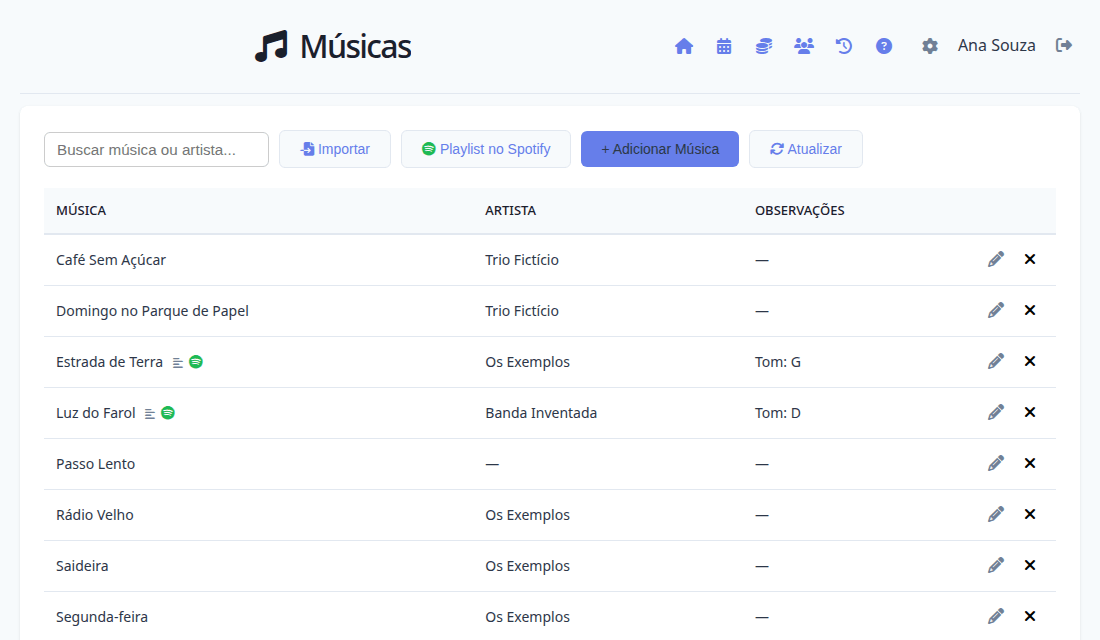 Músicas
Ana Souza
Buscar música ou artista... Importar Playlist no Spotify + Adicionar Música Atualizar
MÚSICA ARTISTA OBSERVAÇÕES
Café Sem Açúcar Trio Fictício —
Domingo no Parque de Papel Trio Fictício —
Estrada de Terra Os Exemplos Tom: G
Luz do Farol Banda Inventada Tom: D
Passo Lento — —
Rádio Velho Os Exemplos —
Saideira Os Exemplos —
Segunda-feira Os Exemplos —